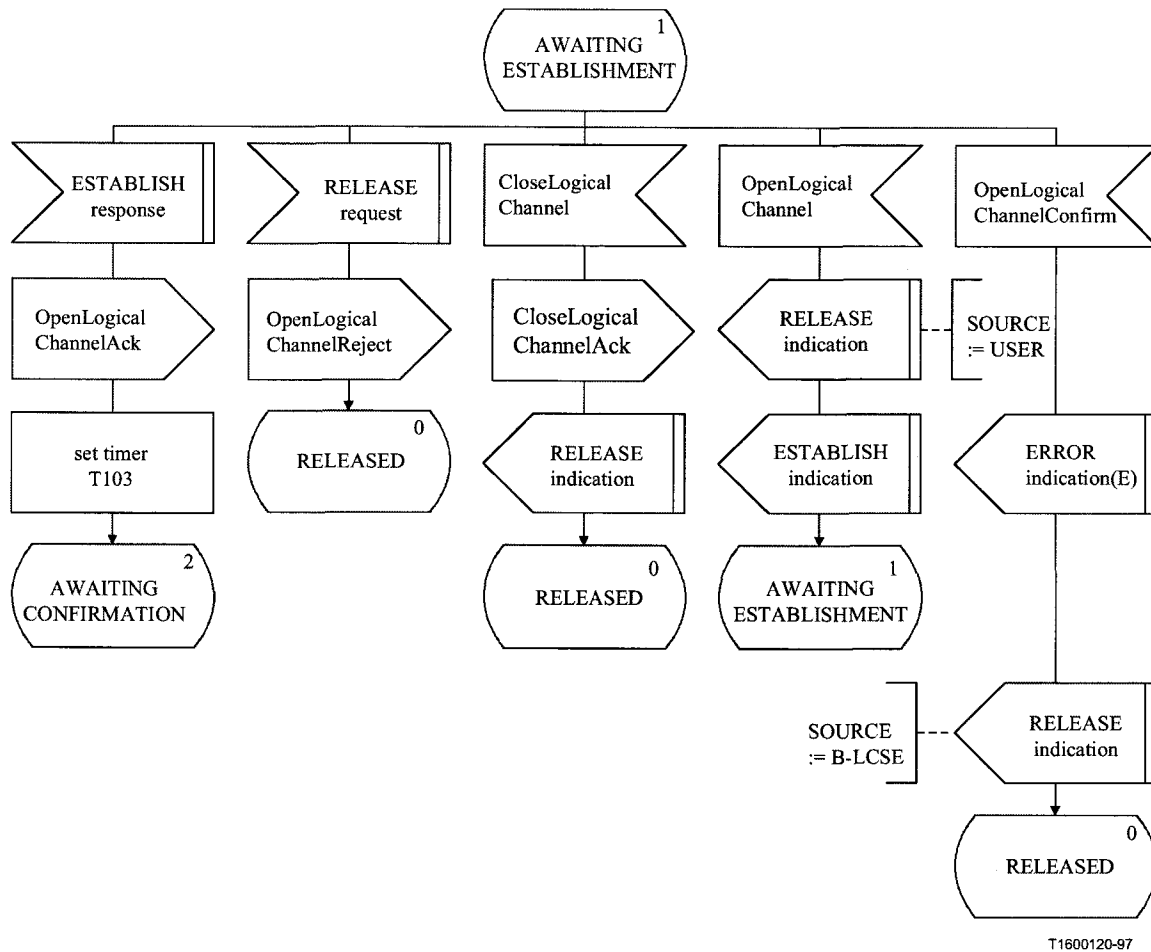 1
AWAITING
ESTABLISHMENT
ESTABLISH
response
RELEASE
request
CloseLogical
Channel
OpenLogical
Channel
OpenLogical
ChannelConfirm
OpenLogical
ChannelAck
OpenLogical
ChannelReject
CloseLogical
ChannelAck
RELEASE
indication
SOURCE
:= USER
set timer
T103
0
RELEASED
RELEASE
indication
ESTABLISH
indication
ERROR
indication(E)
2
AWAITING
CONFIRMATION
0
RELEASED
1
AWAITING
ESTABLISHMENT
SOURCE
:= B-LCSE
RELEASE
indication
0
RELEASED
T1600120-97